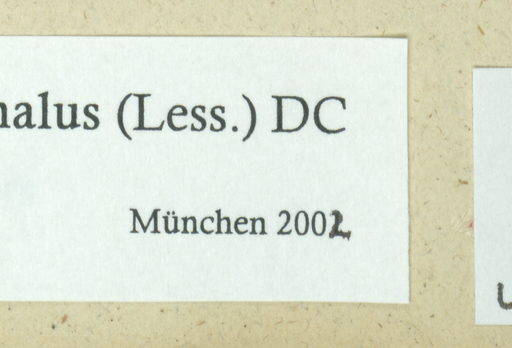 halus (Less.) DC
München 2002